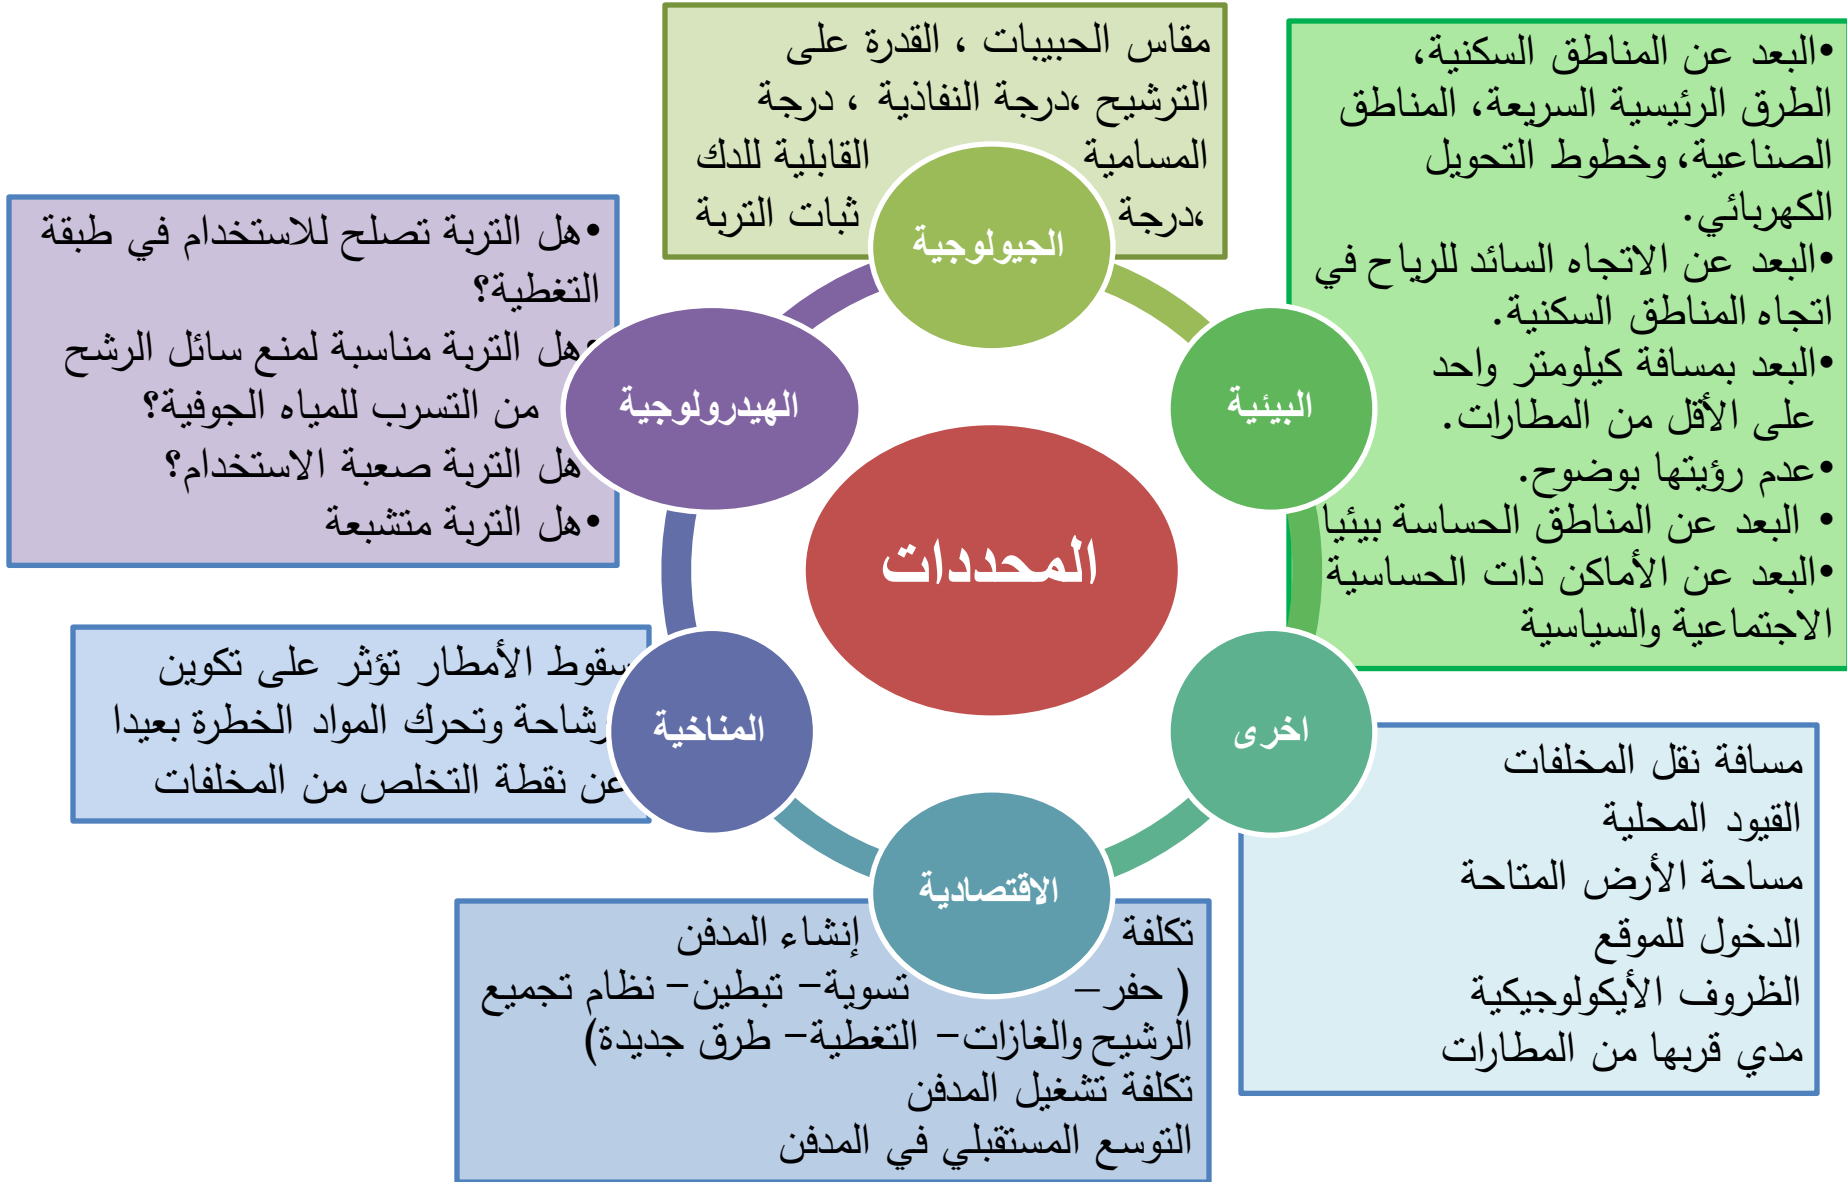 مقاس الحبيبات ، القدرة على
الترشيح ،درجة النفاذية ، درجة
المسامية القابلية للدك
،درجة ثبات التربة
الجيولوجية
•البعد عن المناطق السكنية،
الطرق الرئيسية السريعة، المناطق
الصناعية، وخطوط التحويل
الكهربائي.
•البعد عن الاتجاه السائد للرياح في
اتجاه المناطق السكنية.
•البعد بمسافة كيلومتر واحد
على الأقل من المطارات.
•عدم رؤيتها بوضوح.
• البعد عن المناطق الحساسة بيئيا
•البعد عن الأماكن ذات الحساسية
الاجتماعية والسياسية
البيئية
•هل التربة تصلح للاستخدام في طبقة
التغطية؟
•هل التربة مناسبة لمنع سائل الرشح
من التسرب للمياه الجوفية؟
هل التربة صعبة الاستخدام؟
•هل التربة متشبعة
الهيدرولوجية
المحددات
سقوط الأمطار تؤثر على تكوين
رشاحة وتحرك المواد الخطرة بعيدا
عن نقطة التخلص من المخلفات
المناخية
اخرى
مسافة نقل المخلفات
القيود المحلية
مساحة الأرض المتاحة
الدخول للموقع
الظروف الأيكولوجيكية
مدي قربها من المطارات
الاقتصادية
تكلفة إنشاء المدفن
( حفر– تسوية– تبطين– نظام تجميع
الرشيح والغازات– التغطية– طرق جديدة)
تكلفة تشغيل المدفن
التوسع المستقبلي في المدفن